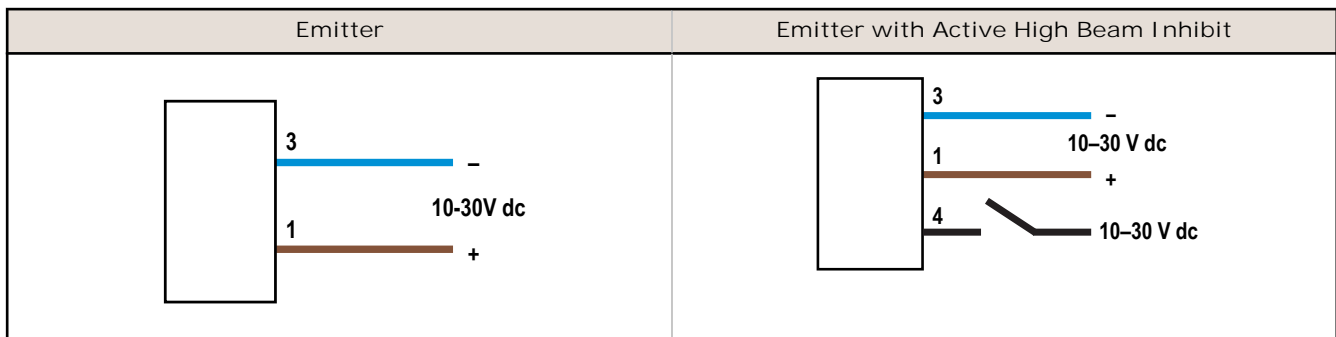 Emitter
Emitter with Active High Beam Inhibit
3
–
10-30V dc
1
+
3
–
10–30 V dc
1
+
4
10–30 V dc